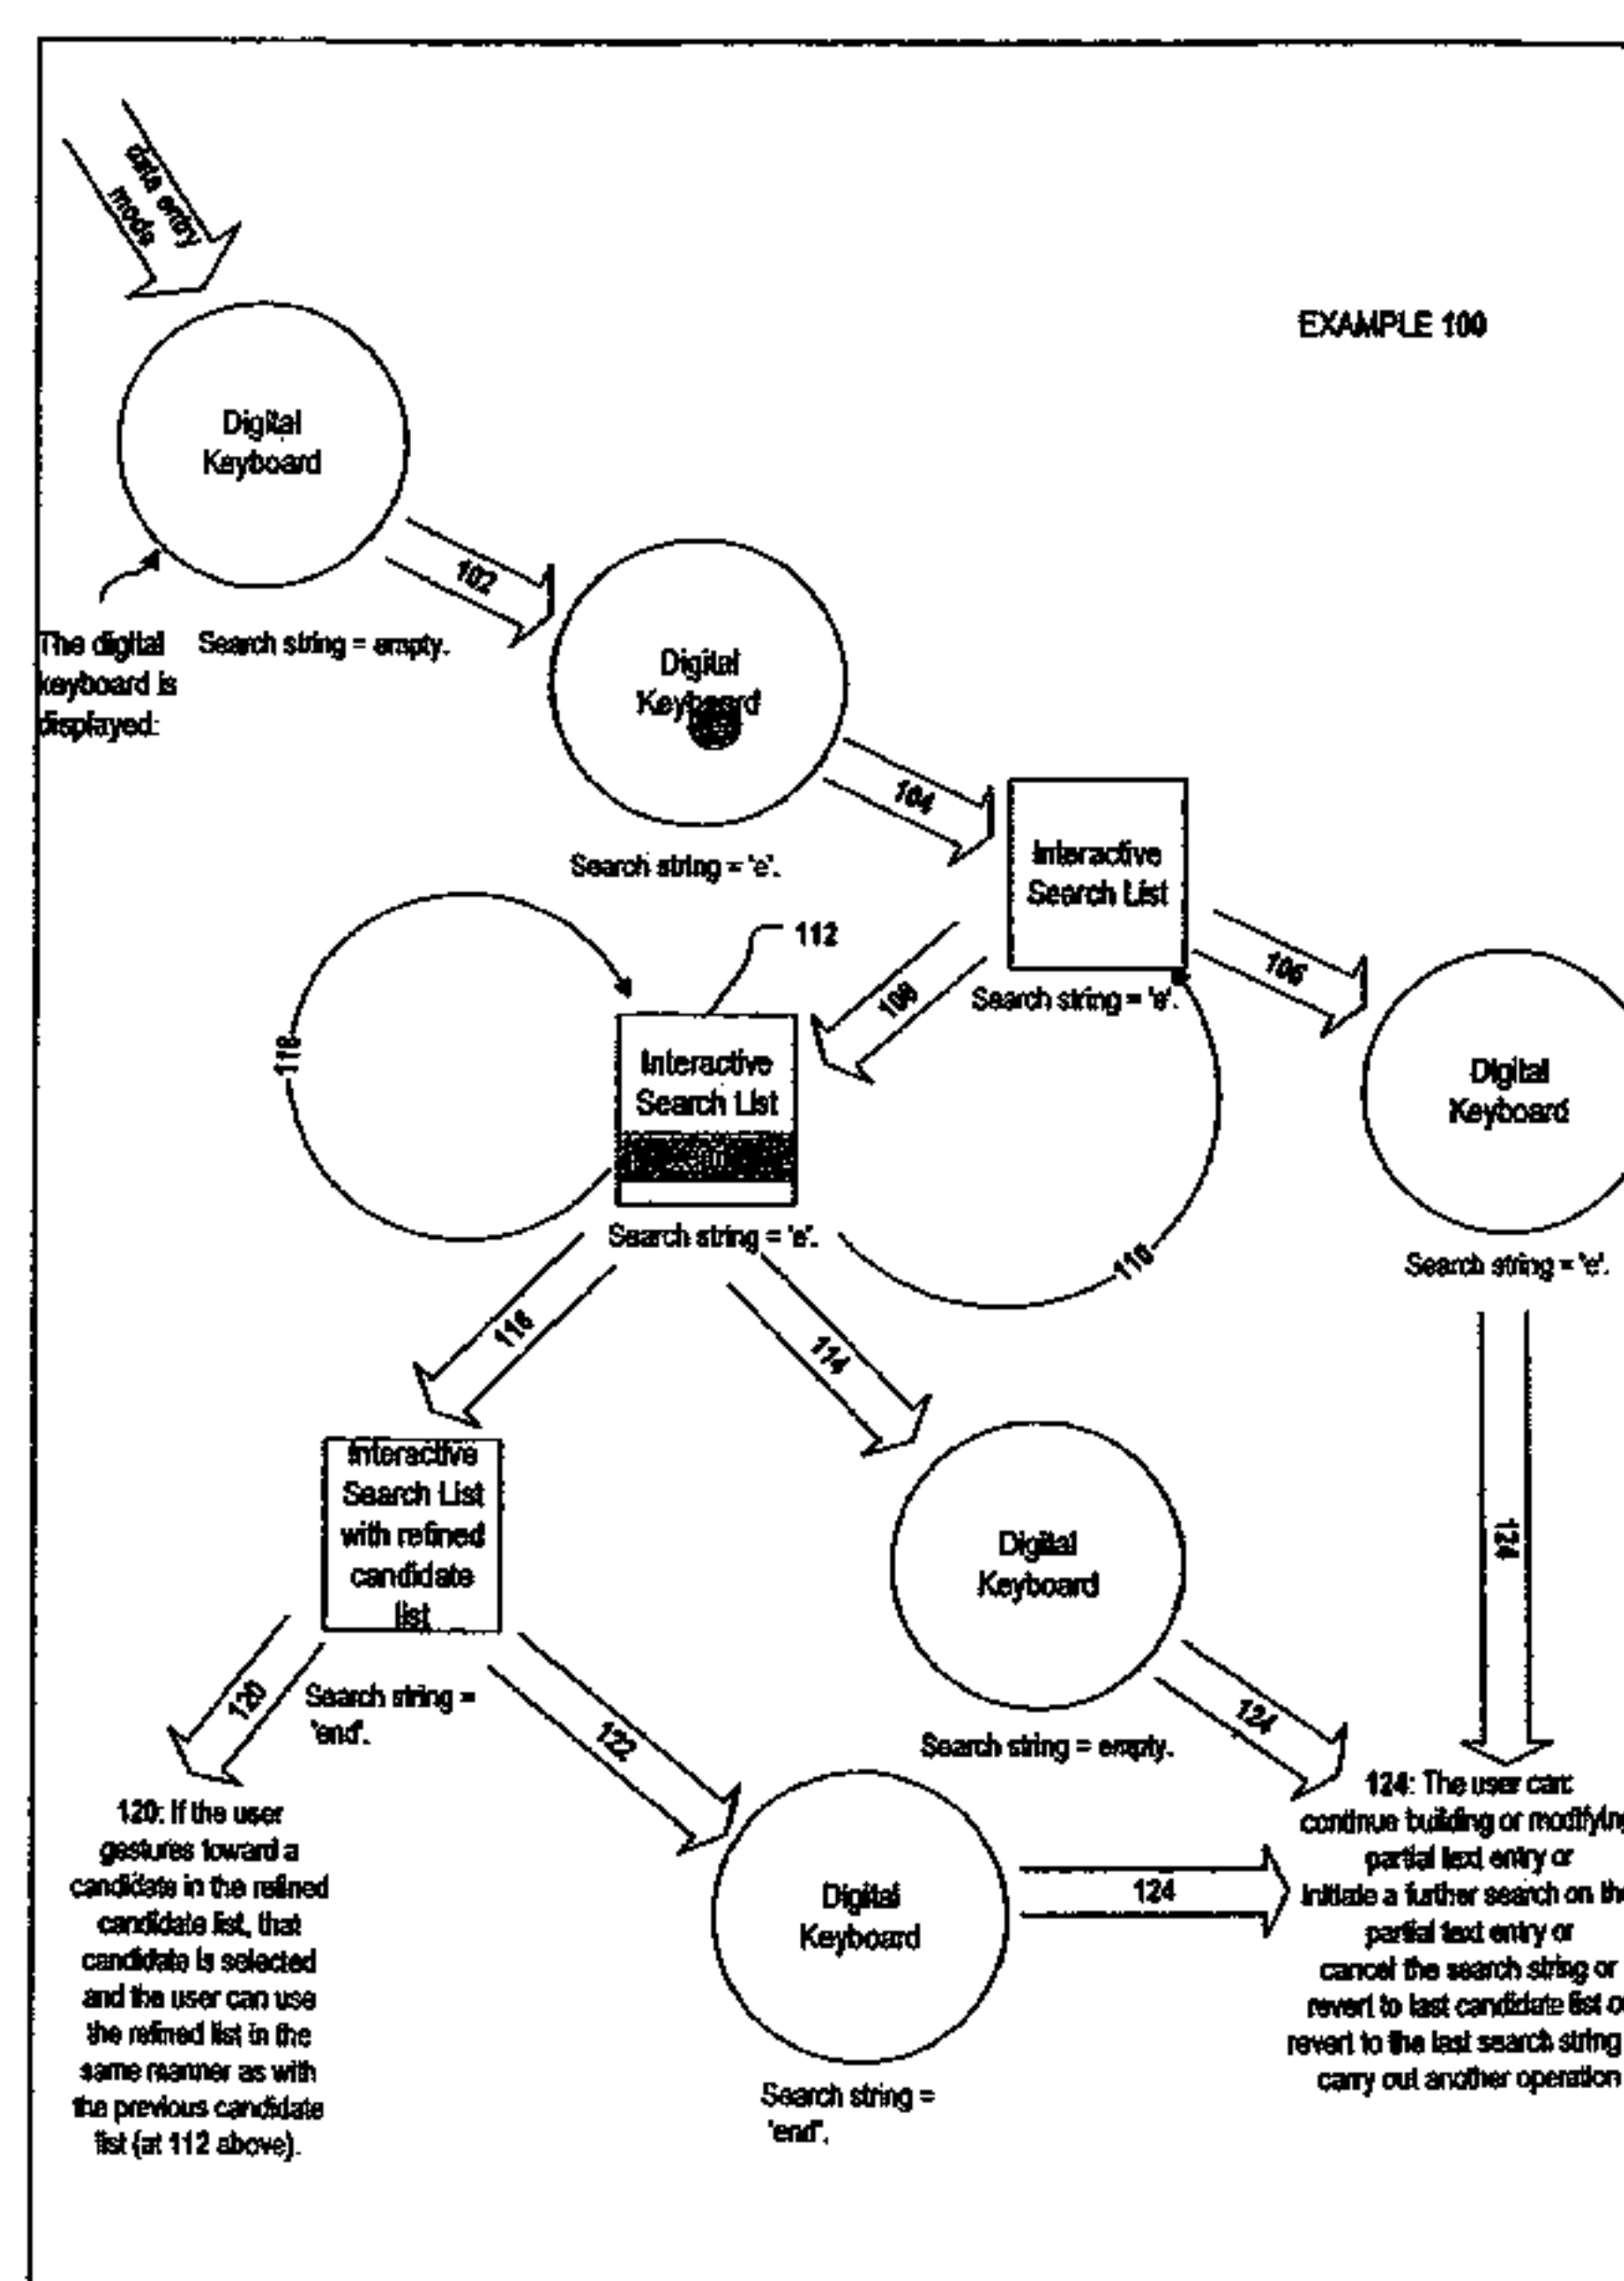 data entry
mode
EXAMPLE 100
Digital
Keyboard
102
The digital
keyboard is
displayed:
Search string = empty.
Digital
Keyboard
104
Search string = 'e'.
Interactive
Search List
106
Search string = 'e'.
112
108
Interactive
Search List
Digital
Keyboard
Search string = 'e'.
Search string = 'e'.
114
Interactive
Search List
with refined
candidate
list
Digital
Keyboard
124
120
Search string =
'end'.
122
124
Search string = empty.
120: If the user
gestures toward a
candidate in the refined
candidate list, that
candidate is selected
and the user can use
the refined list in the
same manner as with
the previous candidate
list (at 112 above).
Digital
Keyboard
124
Search string =
'end'.
124: The user can:
continue building or modifying
partial text entry or
initiate a further search on the
partial text entry or
cancel the search string or
revert to last candidate list or
revert to the last search string
carry out another operation